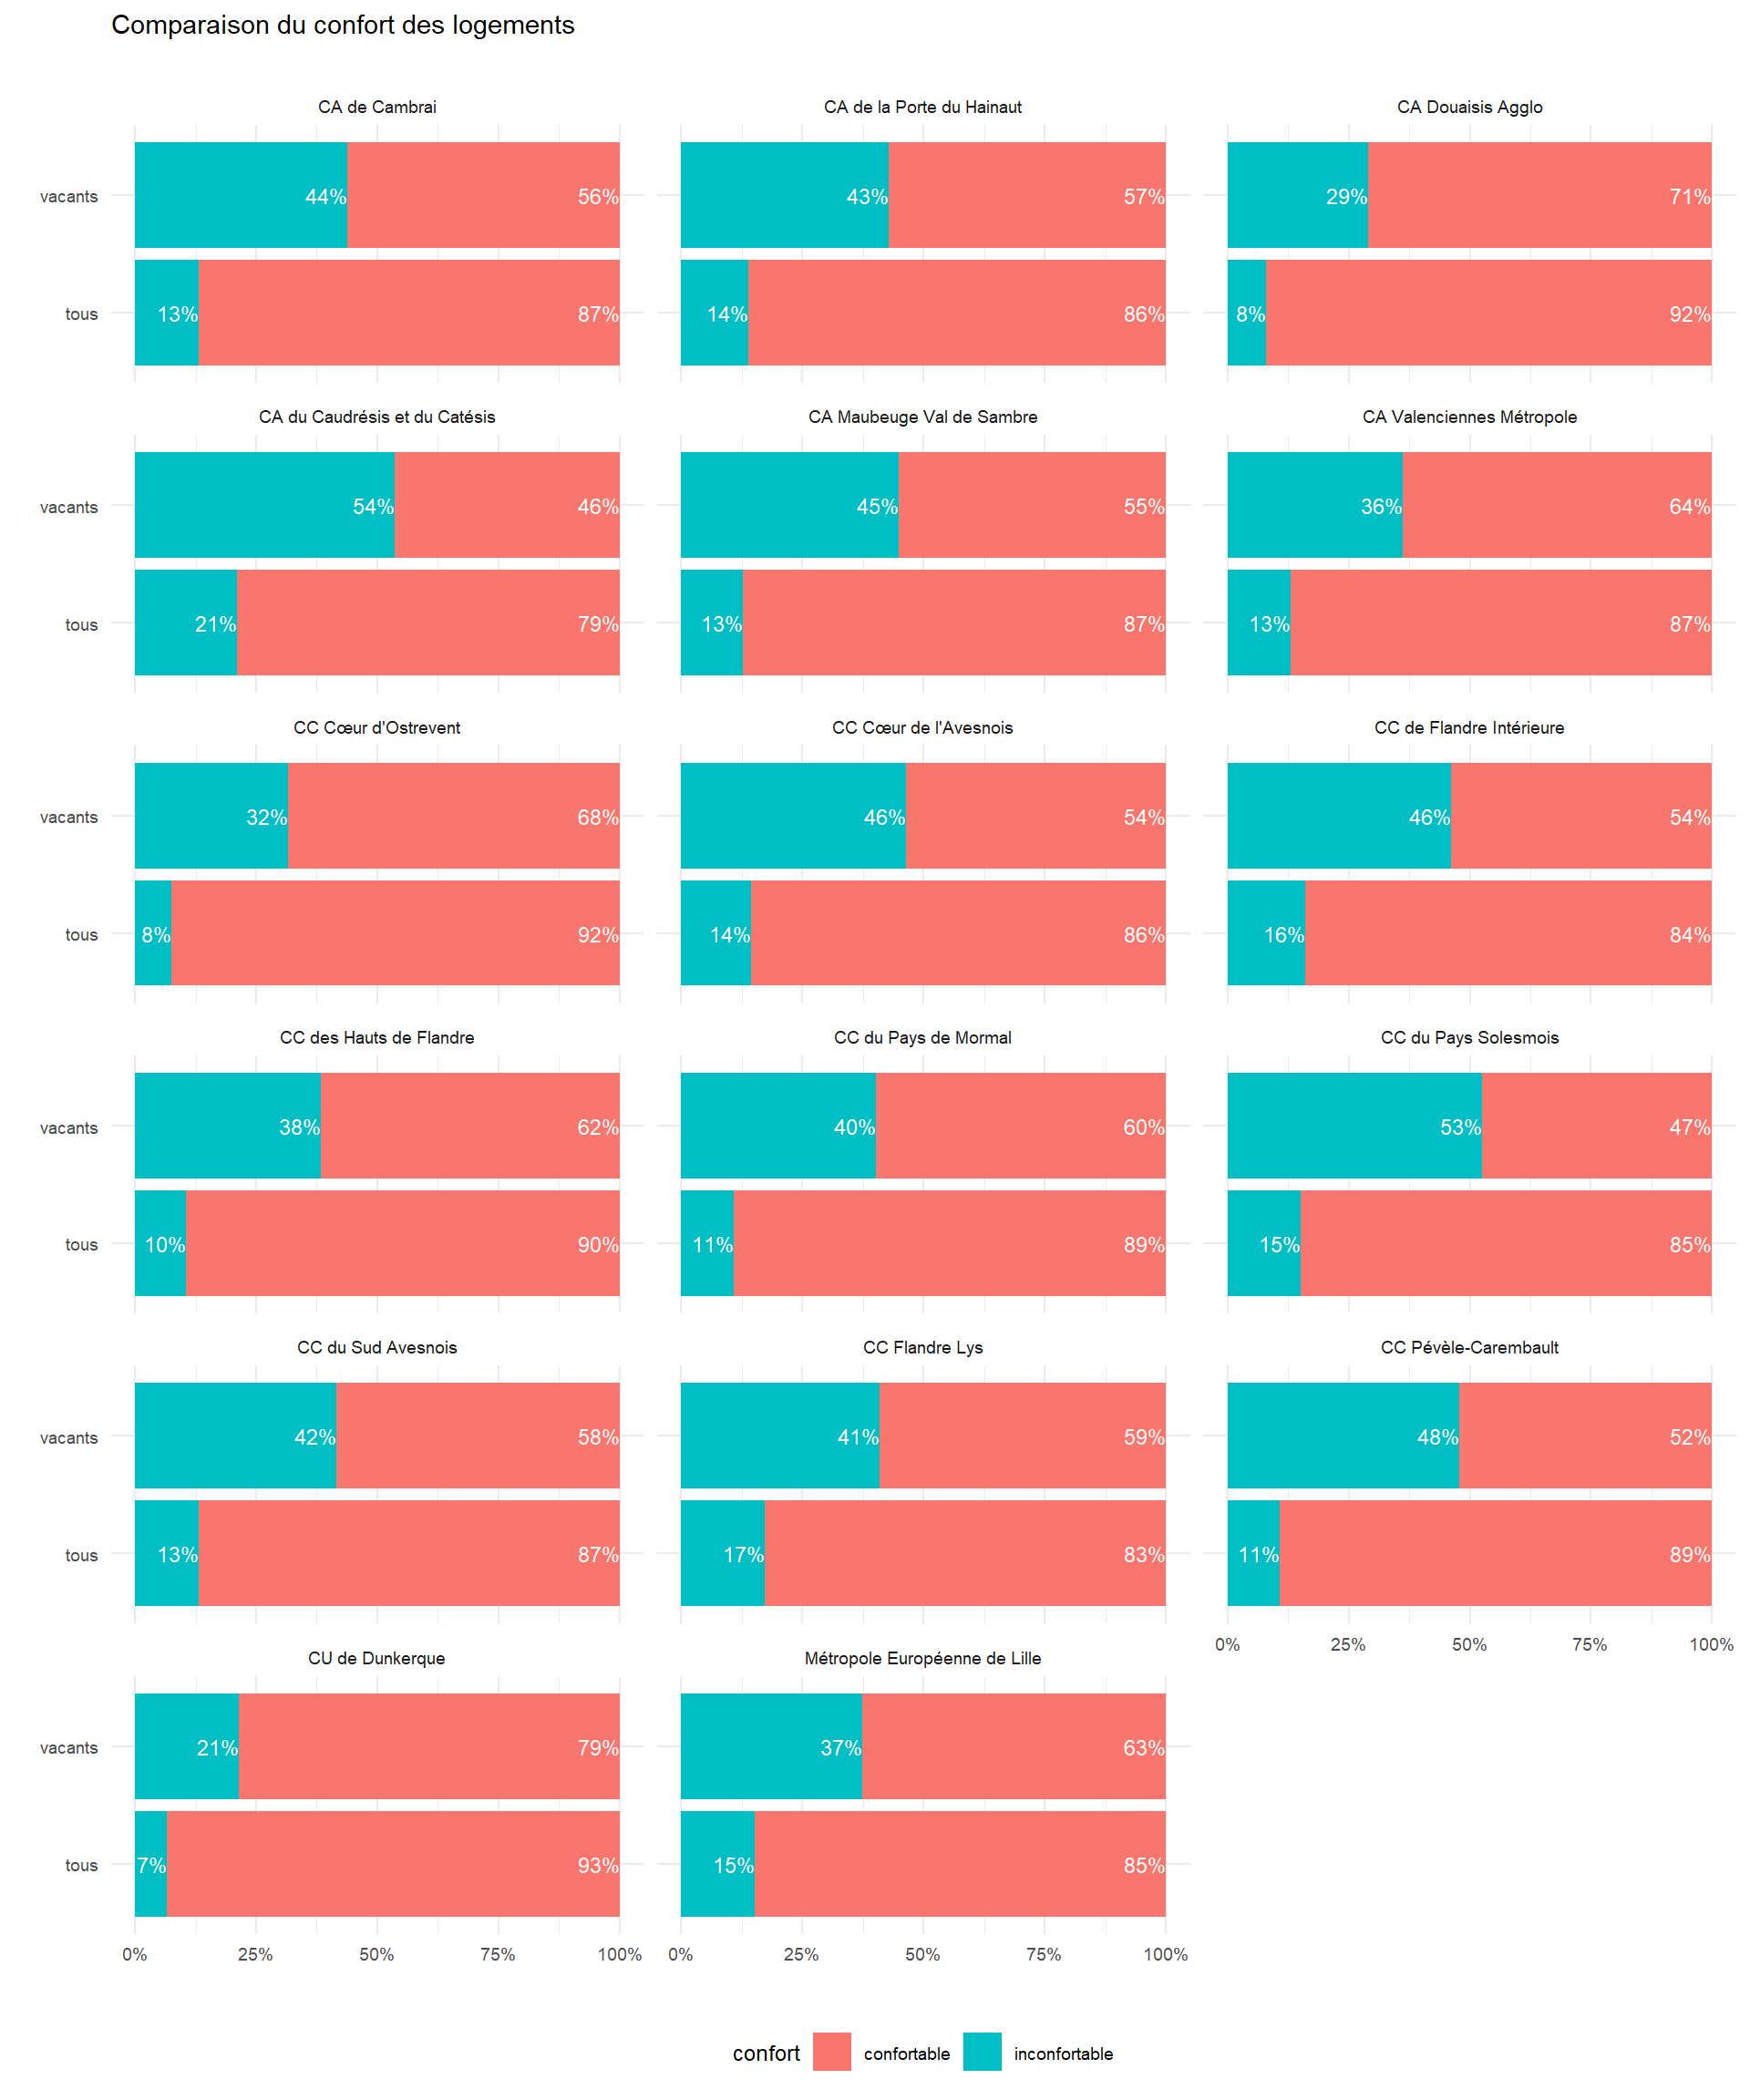 Comparaison du confort des logements
CA de Cambrai
CA de la Porte du Hainaut
CA Douaisis Agglo
vacants
44%
56%
43%
57%
29%
71%
tous
13%
87%
14%
86%
8%
92%
CA du Caudrésis et du Catésis
CA Maubeuge Val de Sambre
CA Valenciennes Métropole
vacants
54%
46%
45%
55%
36%
64%
tous
21%
79%
13%
87%
13%
87%
CC Cœur d'Ostrevent
CC Cœur de l'Avesnois
CC de Flandre Intérieure
vacants
32%
68%
46%
54%
46%
54%
tous
8%
92%
14%
86%
16%
84%
CC des Hauts de Flandre
CC du Pays de Mormal
CC du Pays Solesmois
vacants
38%
62%
40%
60%
53%
47%
tous
10%
90%
11%
89%
15%
85%
CC du Sud Avesnois
CC Flandre Lys
CC Pévèle-Carembault
vacants
42%
58%
41%
59%
48%
52%
tous
13%
87%
17%
83%
11%
89%
0% 25% 50% 75% 100%
CU de Dunkerque
Métropole Européenne de Lille
vacants
21%
79%
37%
63%
tous
7%
93%
15%
85%
0% 25% 50% 75% 100%
0% 25% 50% 75% 100%
confort confortable inconfortable